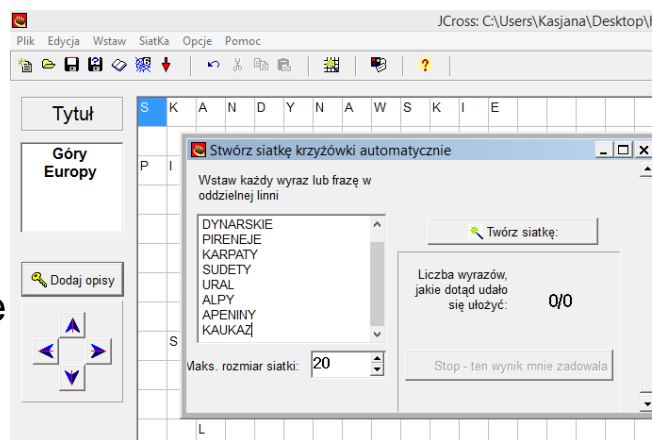 JCross: C:\Users\Kasjana\Desktop\
Plik Edycja Wstaw SiatKa Opcje Pomoc
Tytuł
Góry
Europy
Dodaj opisy
e
S K A N D Y N A W S K I E
P I
S
L
Stwórz siatkę krzyżówki automatycznie
Wstaw każdy wyraz lub frazę w
oddzielnej linni
DYNARSKIE
PIRENEJE
KARPATY
SUDETY
URAL
ALPY
APENINY
KAUKAZ
Maks. rozmiar siatki: 20
Twórz siatkę:
Liczba wyrazów,
jakie dotąd udało
się ułożyć: 0/0
Stop - ten wynik mnie zadowala